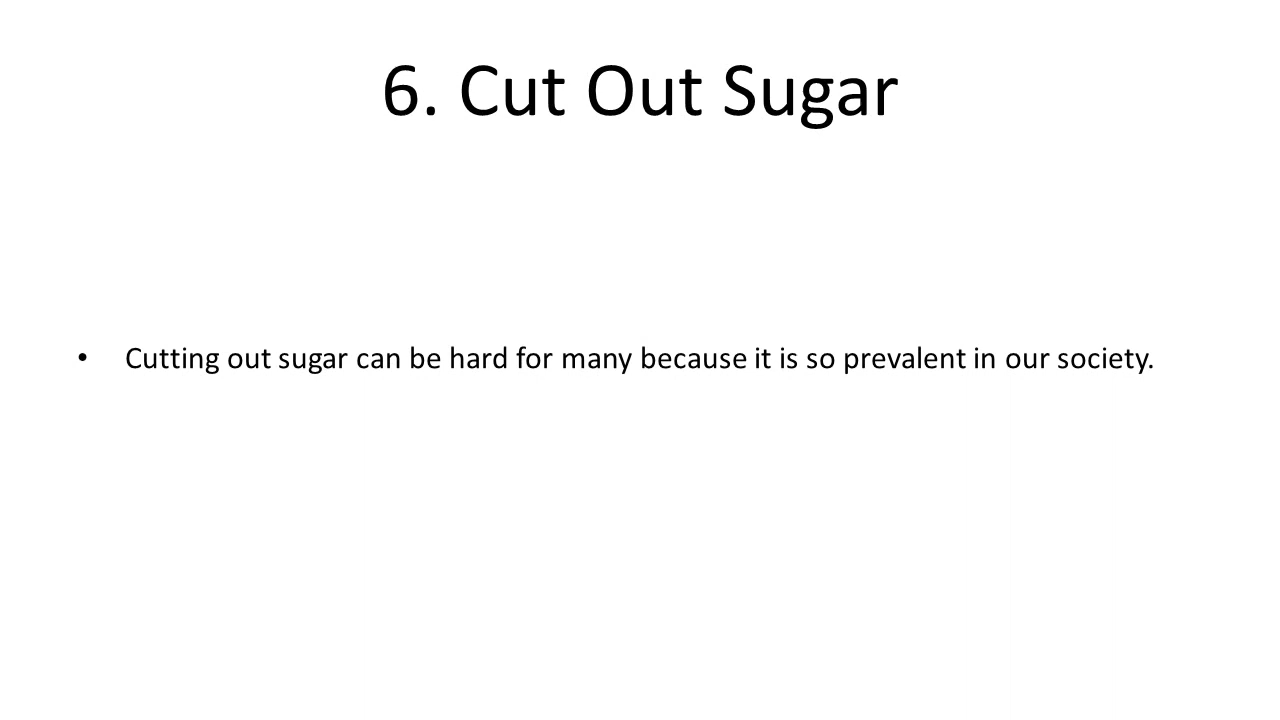 6. Cut Out Sugar
• Cutting out sugar can be hard for many because it is so prevalent in our society.